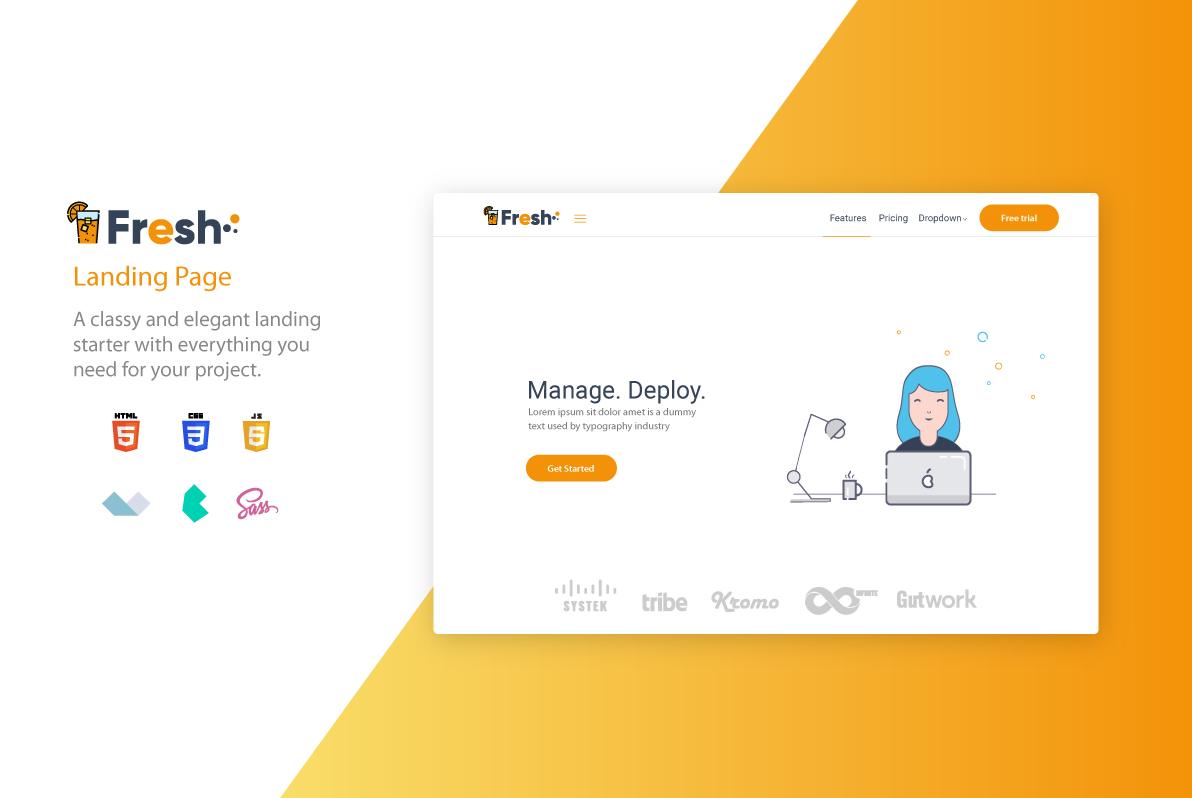 Fresh
Landing Page
A classy and elegant landing
starter with everything you
need for your project.
HTML
5
CSS
3
JS
5
Sass
Fresh
Features
Pricing
Dropdown
Free trial
Manage. Deploy.
Lorem ipsum sit dolor amet is a dummy
text used by typography industry
Get Started
SYSTEK
tribe
Kromo
INFINITE
Gutwork